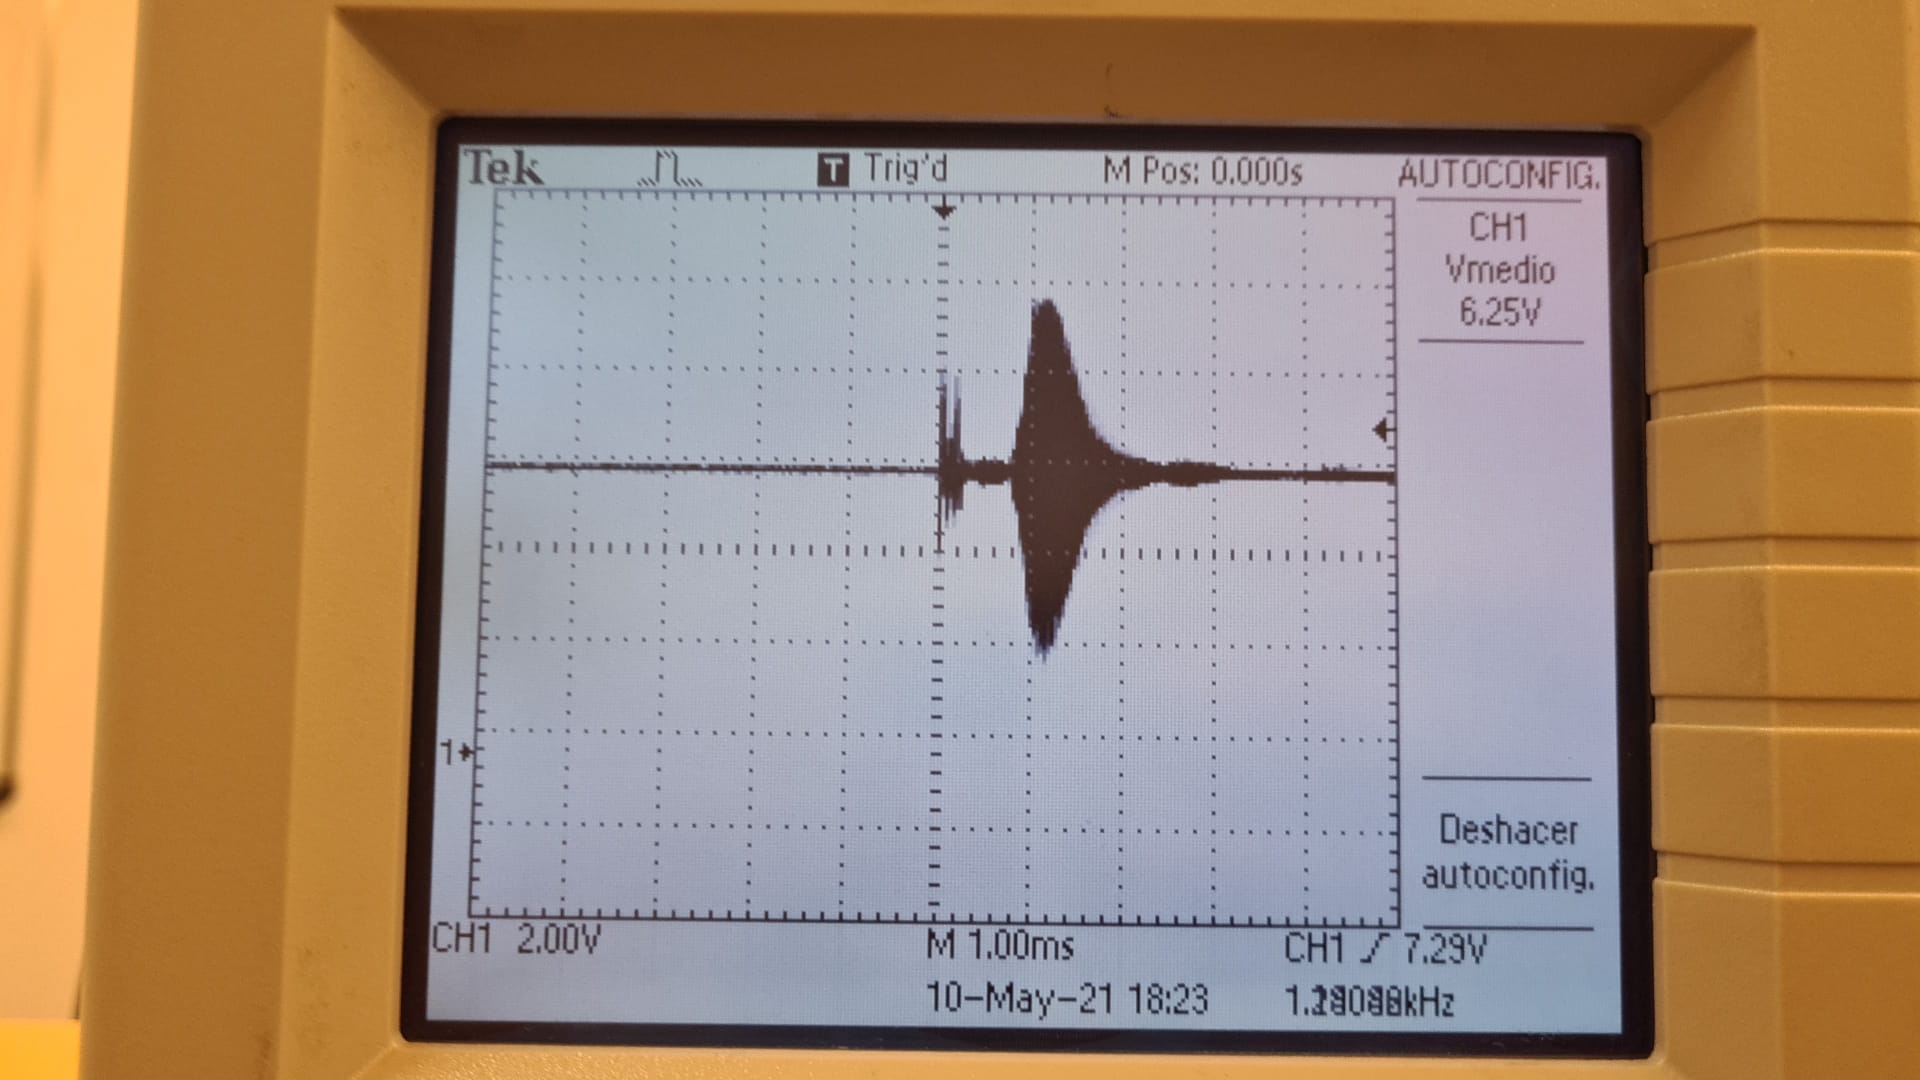 Tek T Trig'd M Pos: 0.000s AUTOCONFIG.
CH1
Vmedio
6.25V
1
Deshacer
autoconfig.
CH1 2.00V M 1.00ms CH1 7.29V
10-May-21 18:23